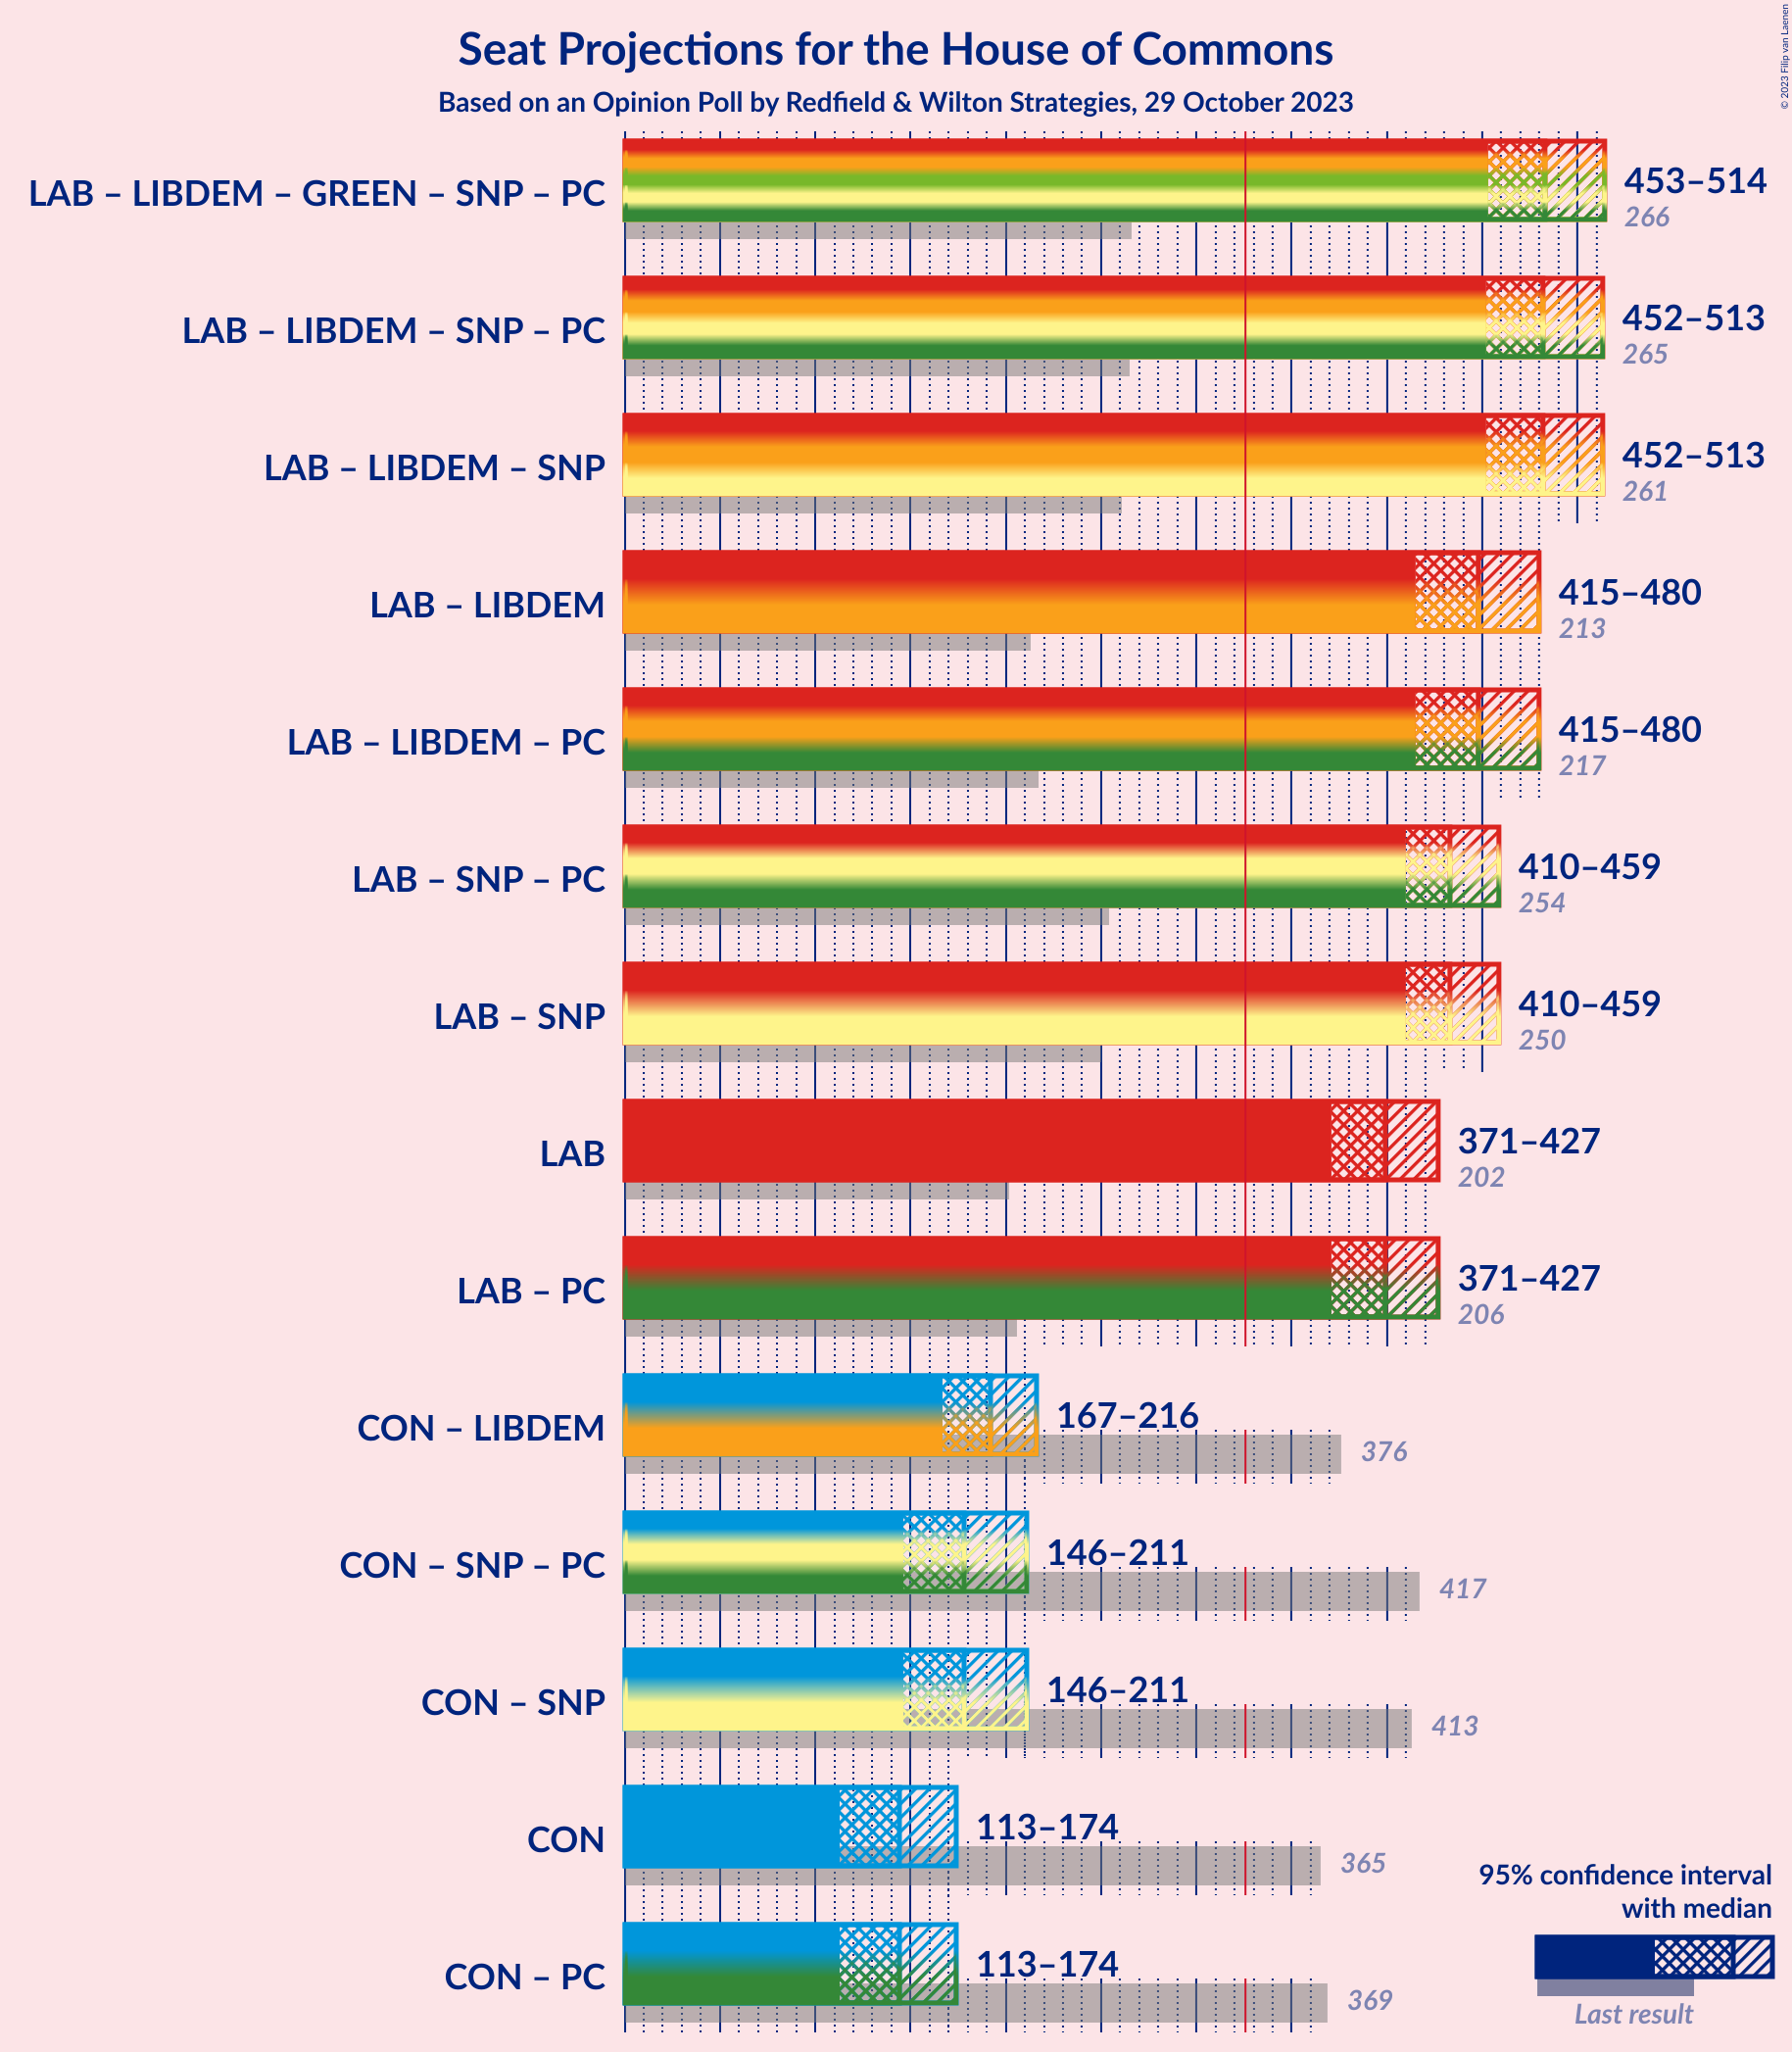 Seat Projections for the House of Commons
Based on an Opinion Poll by Redfield & Wilton Strategies, 29 October 2023
© 2023 Filip van Laenen
LAB – LIBDEM – GREEN – SNP – PC
453–514
266
LAB – LIBDEM – SNP – PC
452–513
265
LAB – LIBDEM – SNP
452–513
261
LAB – LIBDEM
415–480
213
LAB – LIBDEM – PC
415–480
217
LAB – SNP – PC
410–459
254
LAB – SNP
410–459
250
LAB
371–427
202
LAB – PC
371–427
206
CON – LIBDEM
167–216
376
CON – SNP – PC
146–211
417
CON – SNP
146–211
413
CON
113–174
365
CON – PC
113–174
369
95% confidence interval
with median
Last result